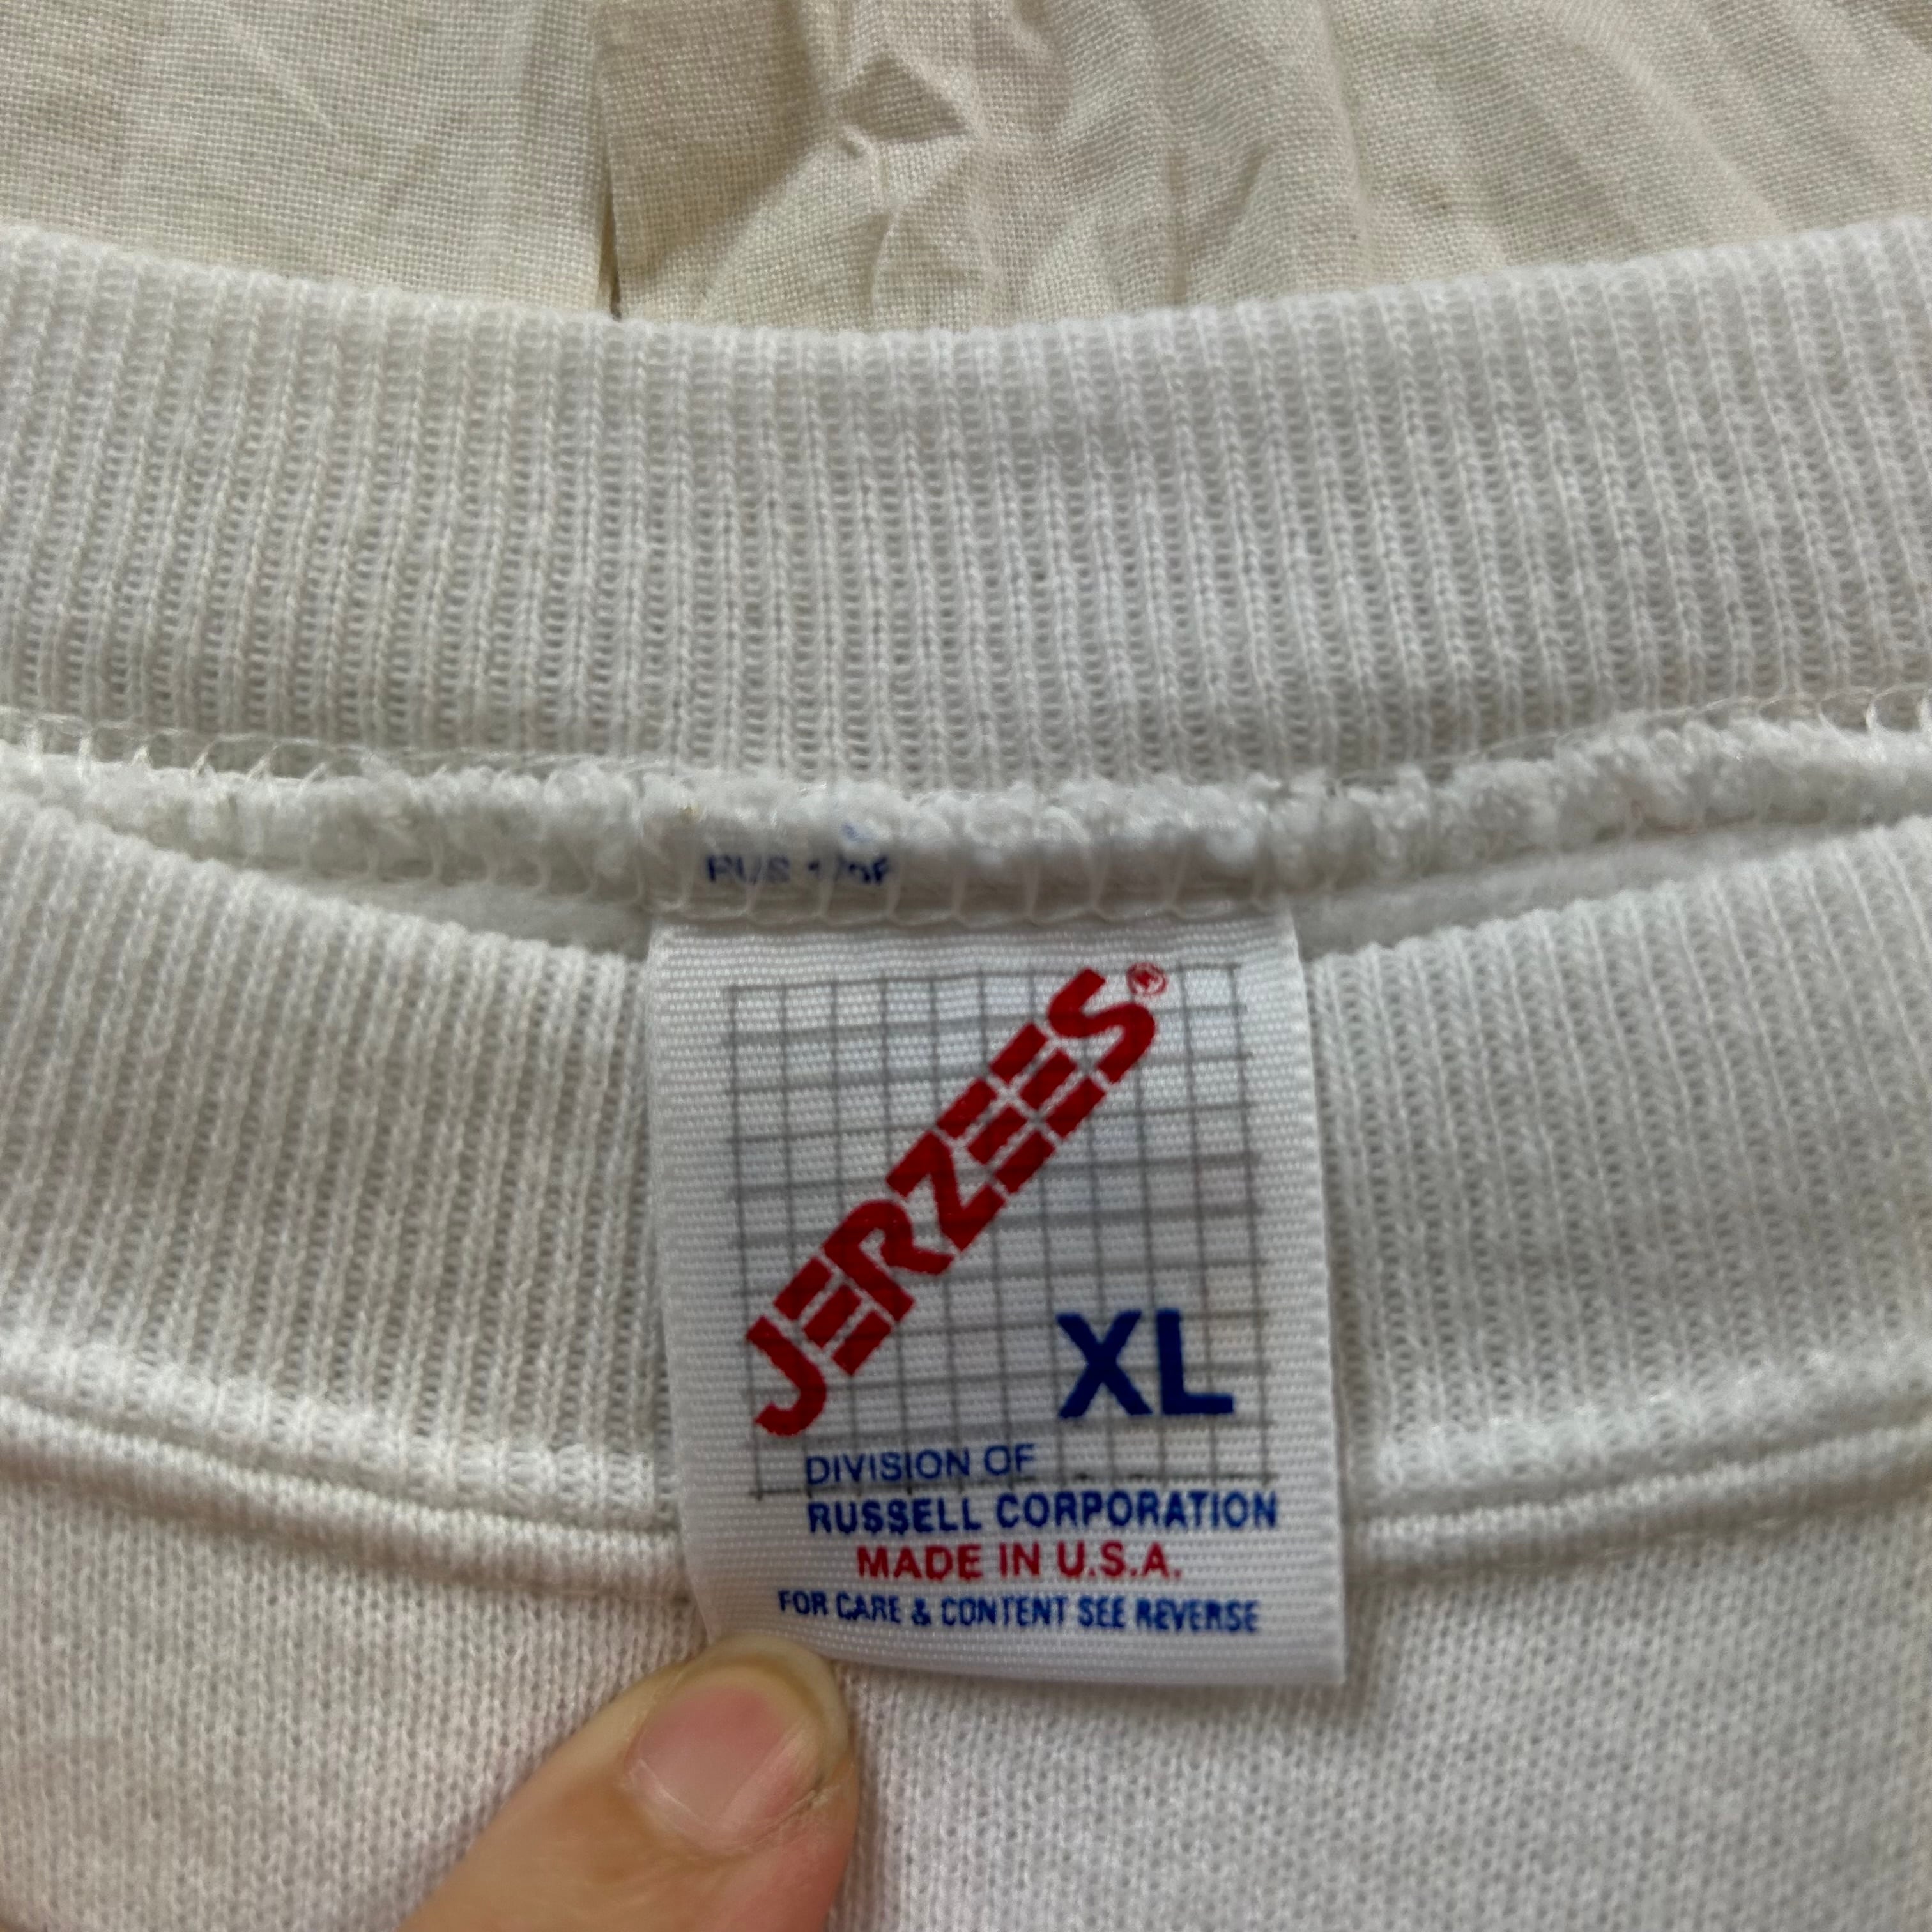 JERZEES®
XL
DIVISION OF
RUSSELL CORPORATION
MADE IN U.S.A.
FOR CARE & CONTENT SEE REVERSE